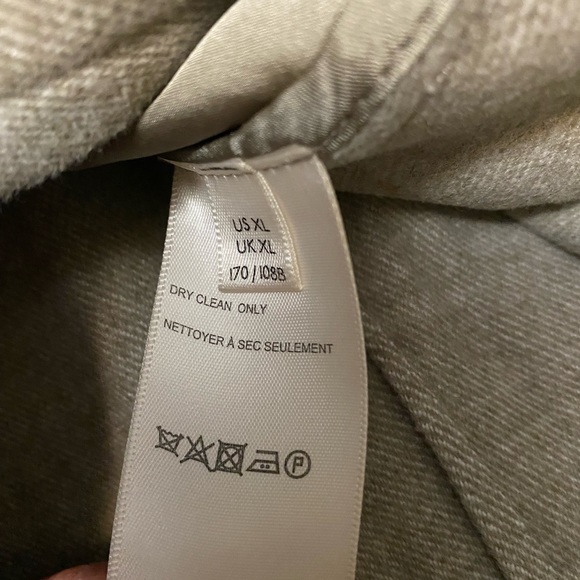 US XL
UK XL
170/108B
DRY CLEAN ONLY
NETTOYER À SEC SEULEMENT
P